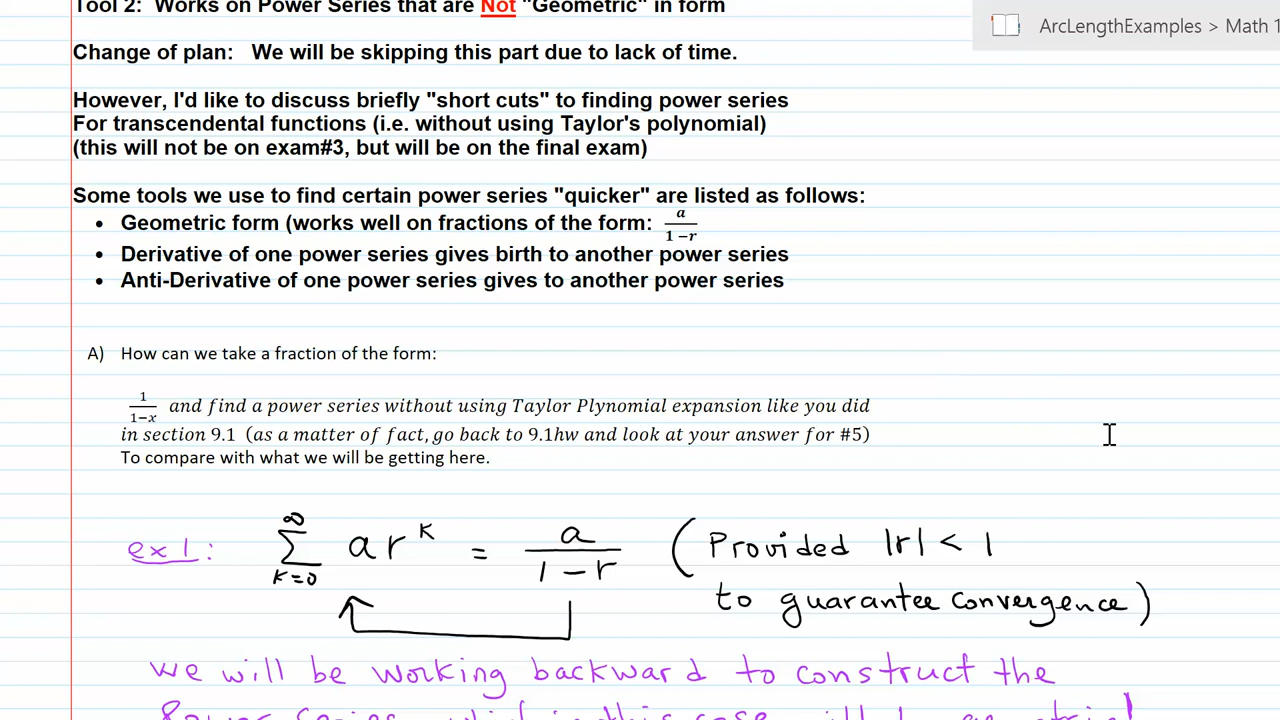 Tool 2: Works on Power Series that are Not "Geometric" in form
ArcLengthExamples > Math 1
Change of plan: We will be skipping this part due to lack of time.
However, I'd like to discuss briefly "short cuts" to finding power series
For transcendental functions (i.e. without using Taylor's polynomial)
(this will not be on exam#3, but will be on the final exam)
Some tools we use to find certain power series "quicker" are listed as follows:
• Geometric form (works well on fractions of the form: a/(1−r)
• Derivative of one power series gives birth to another power series
• Anti-Derivative of one power series gives to another power series
A) How can we take a fraction of the form:
1/(1−x) and find a power series without using Taylor Plynomial expansion like you did
in section 9.1 (as a matter of fact, go back to 9.1hw and look at your answer for #5)
To compare with what we will be getting here.
ex 1: ∑_{k=0}^{∞} a r^k = a/(1−r) (Provided |r| < 1
to guarantee convergence)
we will be working backward to construct the
Power series, which in this case will